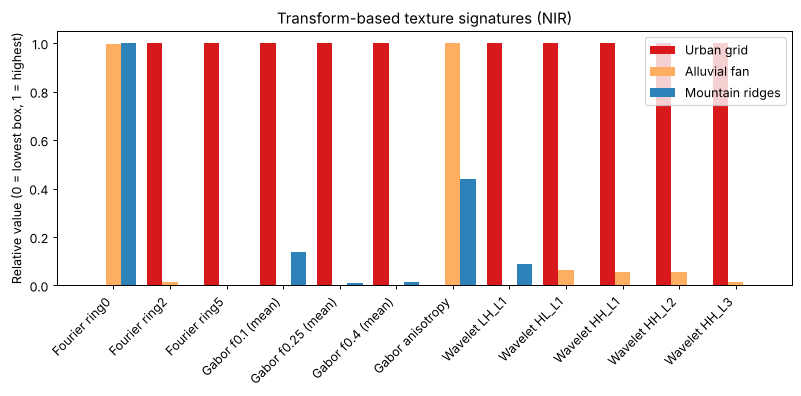 Transform-based texture signatures (NIR)
Relative value (0 = lowest box, 1 = highest)
1.0
0.8
0.6
0.4
0.2
0.0
Urban grid
Alluvial fan
Mountain ridges
Fourier ring0
Fourier ring2
Fourier ring5
Gabor f0.1 (mean)
Gabor f0.25 (mean)
Gabor f0.4 (mean)
Gabor anisotropy
Wavelet LH_L1
Wavelet HL_L1
Wavelet HH_L1
Wavelet HH_L2
Wavelet HH_L3